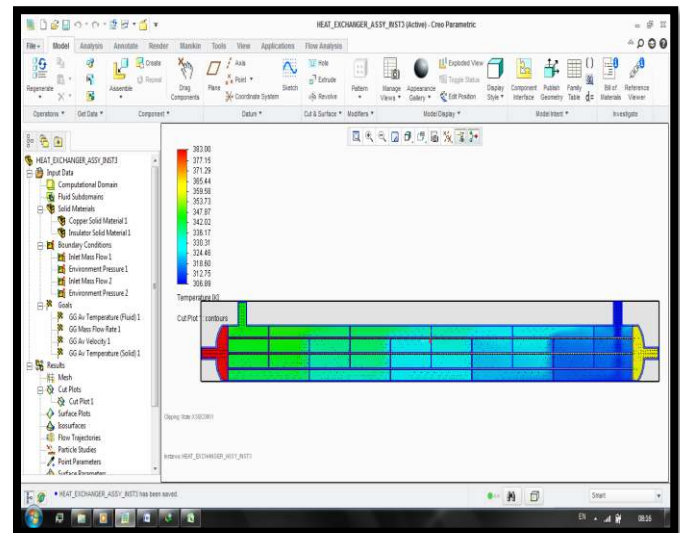 HEAT_EXCHANGER_ASSY_INST3 (Active) - Creo Parametric
File Model Analysis Annotate Render Manikin Tools View Applications Flow Analysis
Regenerate
Assemble
Create
Repeat
Drag Components
Plane
Axis
Point
Coordinate System
Sketch
Hole
Extrude
Revolve
Pattern
Manage Views
Appearance Gallery
Exploded View
Toggle Status
Edit Position
Display Style
Component Interface
Publish Geometry
Family Table
d=
Bill of Materials
Reference Viewer
Operations Get Data Component Datum Cut & Surface Modifiers Model Display Model Intent Investigate
HEAT_EXCHANGER_ASSY_INST3
Input Data
Computational Domain
Fluid Subdomains
Solid Materials
Copper Solid Material 1
Insulator Solid Material 1
Boundary Conditions
Inlet Mass Flow 1
Environment Pressure 1
Inlet Mass Flow 2
Environment Pressure 2
Goals
GG Av Temperature (Fluid) 1
GG Mass Flow Rate 1
GG Av Velocity 1
GG Av Temperature (Solid) 1
Results
Mesh
Cut Plots
Cut Plot 1
Surface Plots
Isosurfaces
Flow Trajectories
Particle Studies
Point Parameters
Surface Parameters
383.00
377.15
371.29
365.44
359.58
353.73
347.87
342.02
336.17
330.31
324.46
318.60
312.75
306.89
Temperature [K]
Cut Plot 1: contours
HEAT_EXCHANGER_ASSY_INST3 has been saved.
Smart
EN
08:16